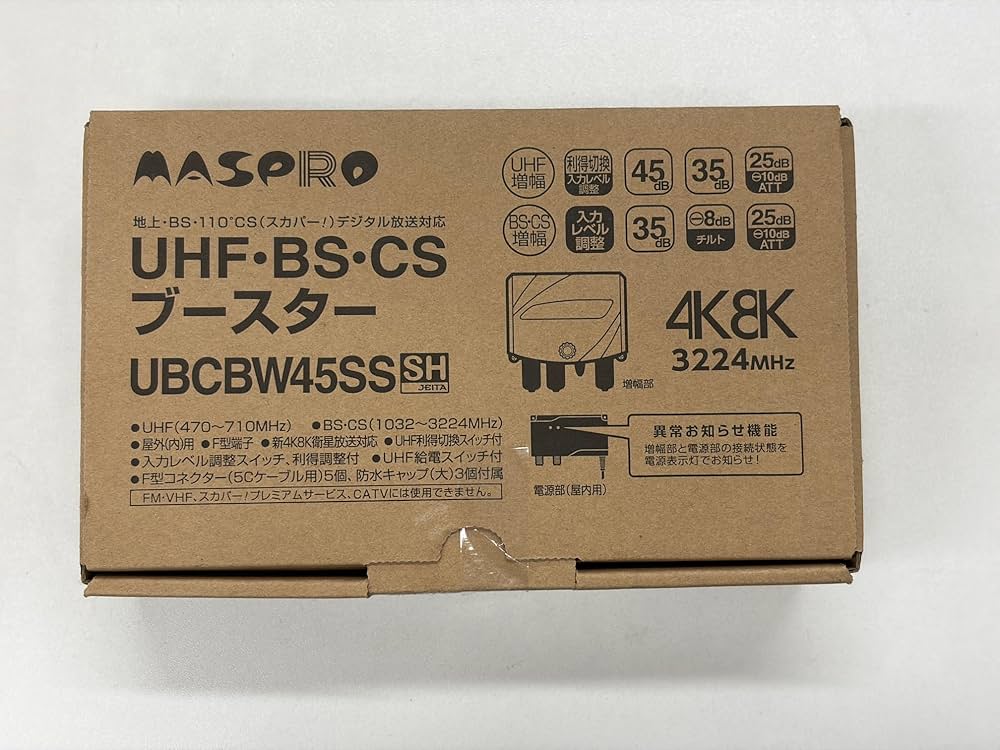 MASPRO
地上・BS・110°CS(スカパー！)デジタル放送対応
UHF・BS・CS
ブースター
UBCBW45SS SH
JEITA
●UHF(470〜710MHz) ●BS・CS(1032〜3224MHz)
●屋外(内)用 ●F型端子 ●新4K8K衛星放送対応 ●UHF利得切換スイッチ付
●入力レベル調整スイッチ、利得調整付 ●UHF給電スイッチ付
●F型コネクター(5Cケーブル用)5個、防水キャップ(大)3個付属
FM・VHF、スカパー！プレミアムサービス、CATVには使用できません。
UHF
増幅
利得切換
入力レベル
調整
45dB
35dB
25dB
⊖10dB
ATT
BS・CS
増幅
入力
レベル
調整
35dB
⊖8dB
チルト
25dB
⊖10dB
ATT
増幅部
4K8K
3224MHz
電源部(屋内用)
異常お知らせ機能
増幅部と電源部の接続状態を
電源表示灯でお知らせ！